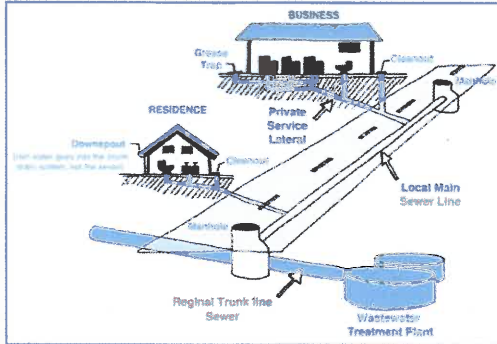 BUSINESS
Grease
Trap
Cleanout
Manhole
Private
Service
Lateral
RESIDENCE
Downspout
Cleanout
Local Main
Sewer Line
Manhole
Reginal Trunk line
Sewer
Wastewater
Treatment Plant